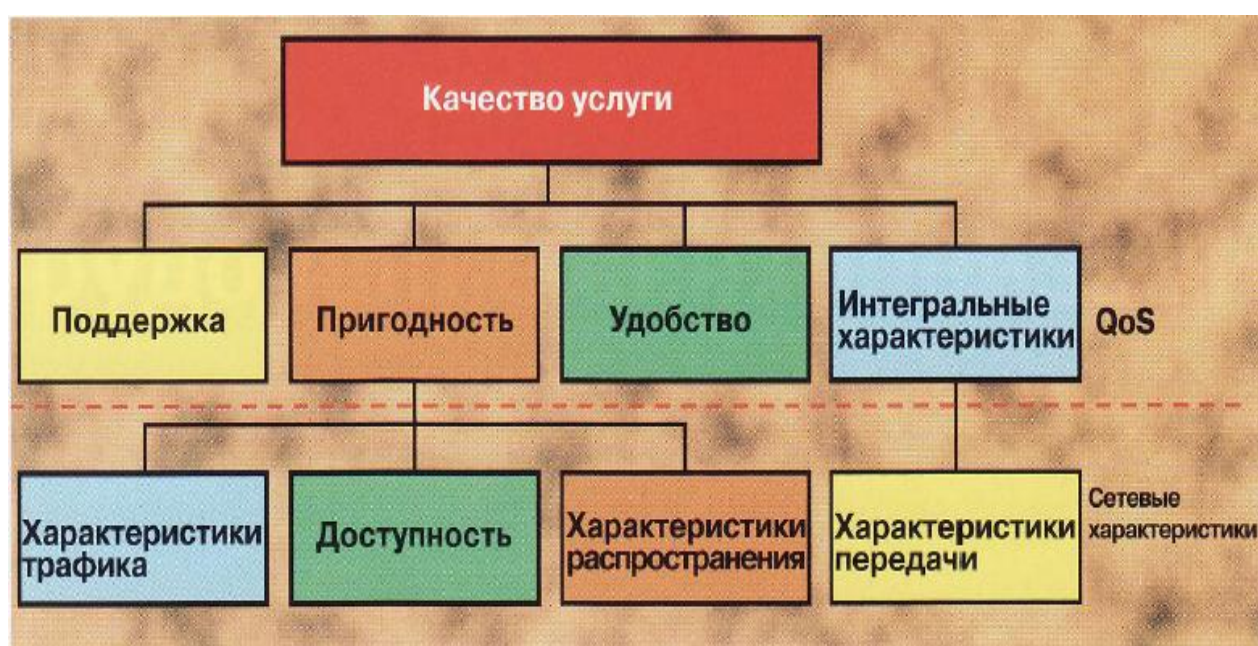 Качество услуги
Поддержка
Пригодность
Удобство
Интегральные
характеристики
QoS
Характеристики
трафика
Доступность
Характеристики
распространения
Характеристики
передачи
Сетевые
характеристики